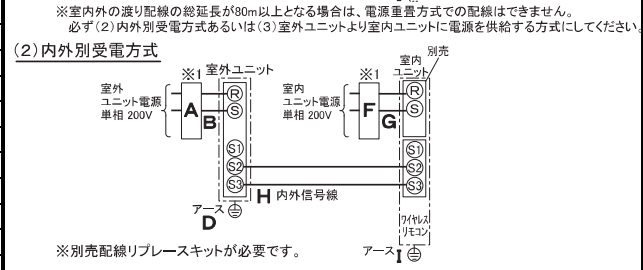 ※室内外の渡り配線の総延長が80m以上となる場合は、電源重畳方式での配線はできません。
必ず(2)内外別受電方式あるいは(3)室外ユニットより室内ユニットに電源を供給する方式にしてください。
(2)内外別受電方式
別売
※1 室外ユニット
※1 室内
ユニット
室外
ユニット電源
単相 200V
A
B
R
S
S1
S2
S3
室内
ユニット電源
単相 200V
F
G
R
S
S1
S2
S3
H 内外信号線
アース
D
ワイヤレス
リモコン
アース I
※別売配線リプレースキットが必要です。